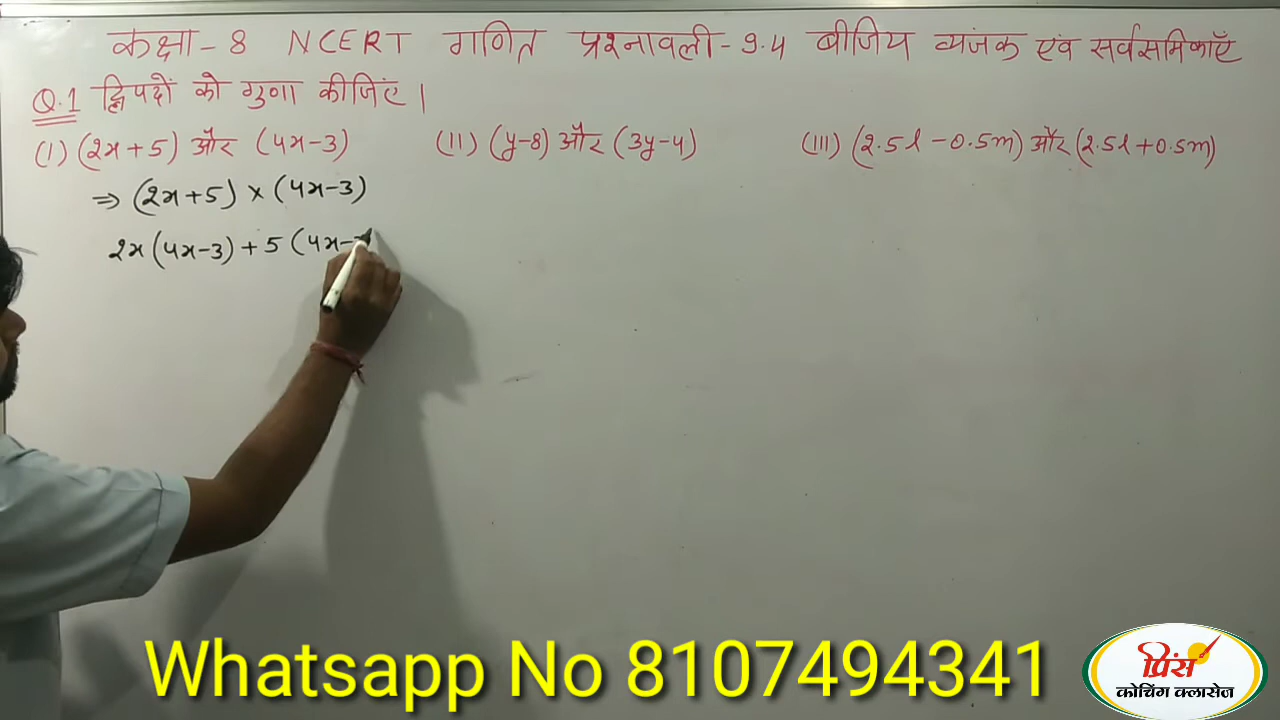 कक्षा - 8 NCERT गणित प्रश्नावली - 9.4 बीजिय व्यंजक एवं सर्वसमिकाएँ
Q.1 द्विपदों को गुणा कीजिए।
(I) (2x+5) और (4x-3) (II) (y-8) और (3y-4) (III) (2.5l - 0.5m) और (2.5l + 0.5m)
⇒ (2x+5) × (4x-3)
2x(4x-3) + 5(4x-
Whatsapp No 8107494341
प्रिंस
कोचिंग क्लासेज